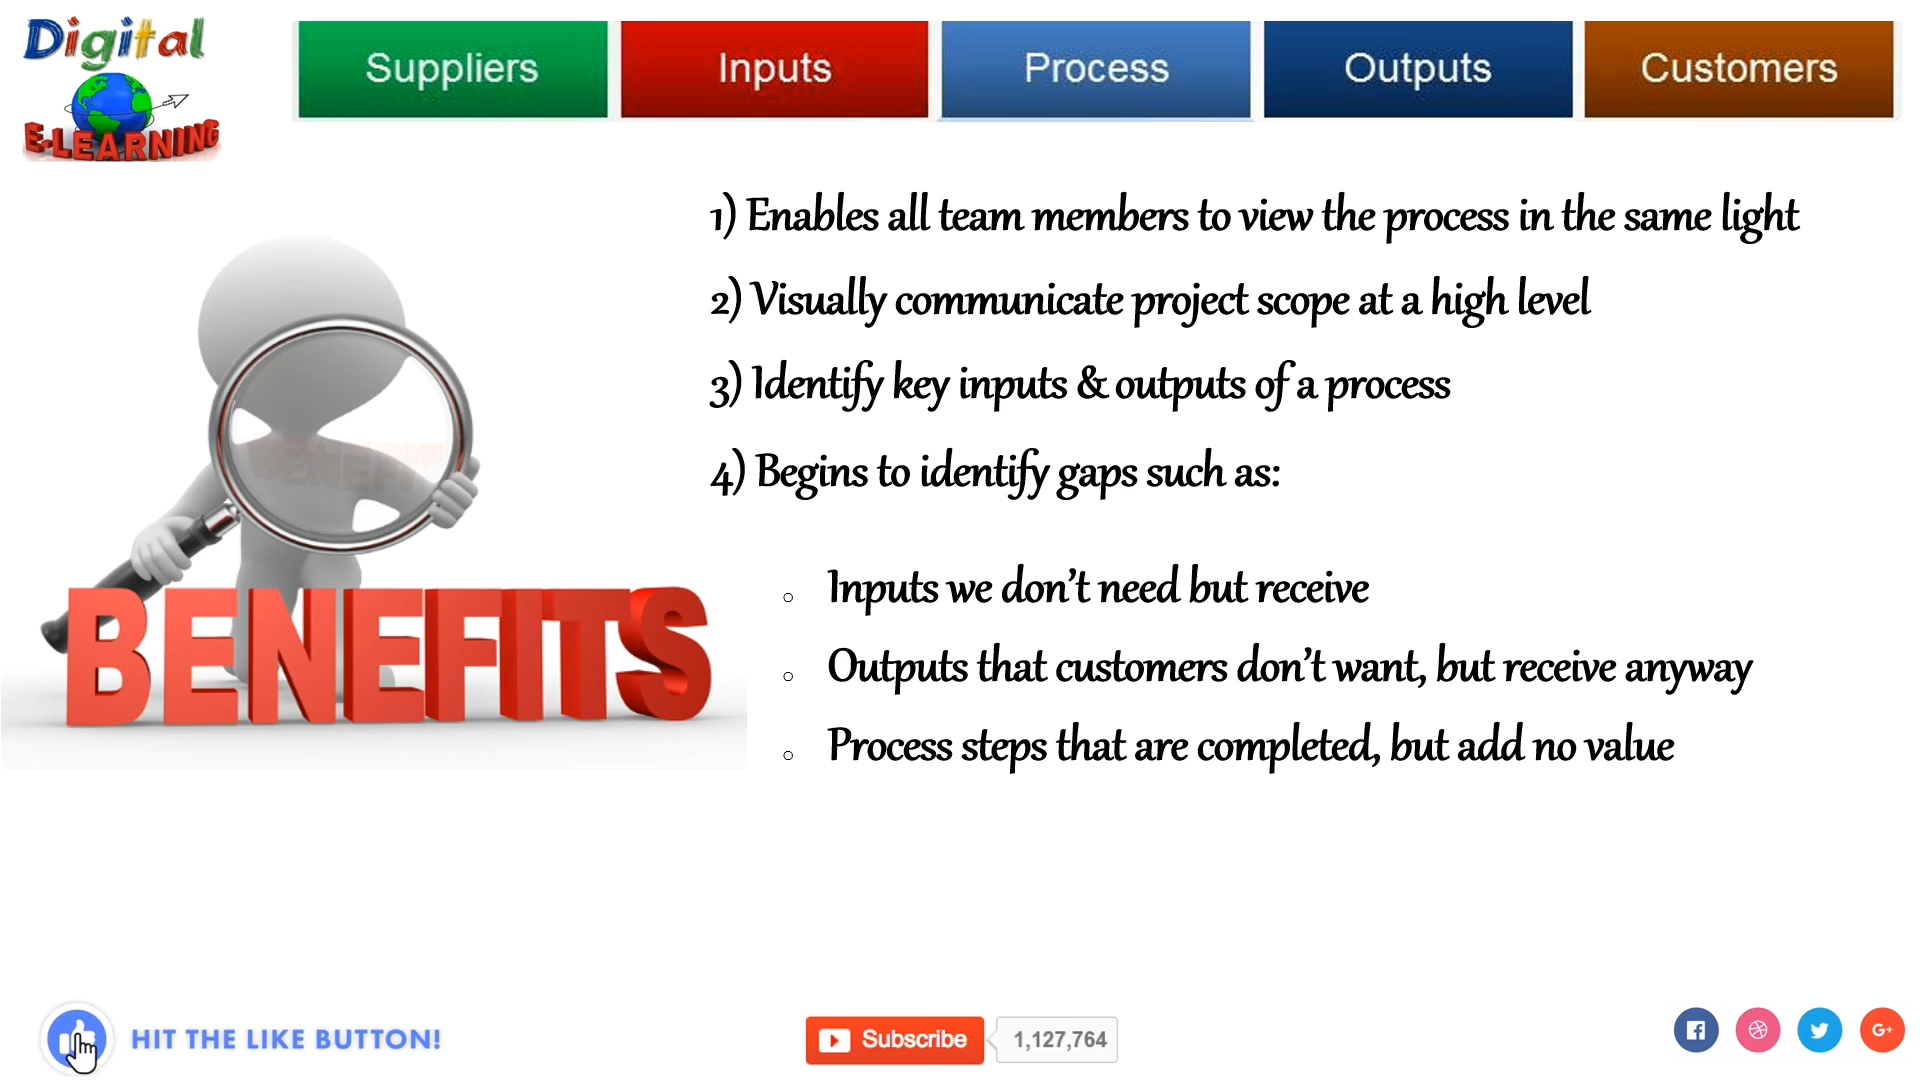 Digital
E-LEARNING
Suppliers
Inputs
Process
Outputs
Customers
1) Enables all team members to view the process in the same light
2) Visually communicate project scope at a high level
3) Identify key inputs & outputs of a process
4) Begins to identify gaps such as:
○ Inputs we don’t need but receive
○ Outputs that customers don’t want, but receive anyway
○ Process steps that are completed, but add no value
BENEFITS
HIT THE LIKE BUTTON!
Subscribe
1,127,764
G+